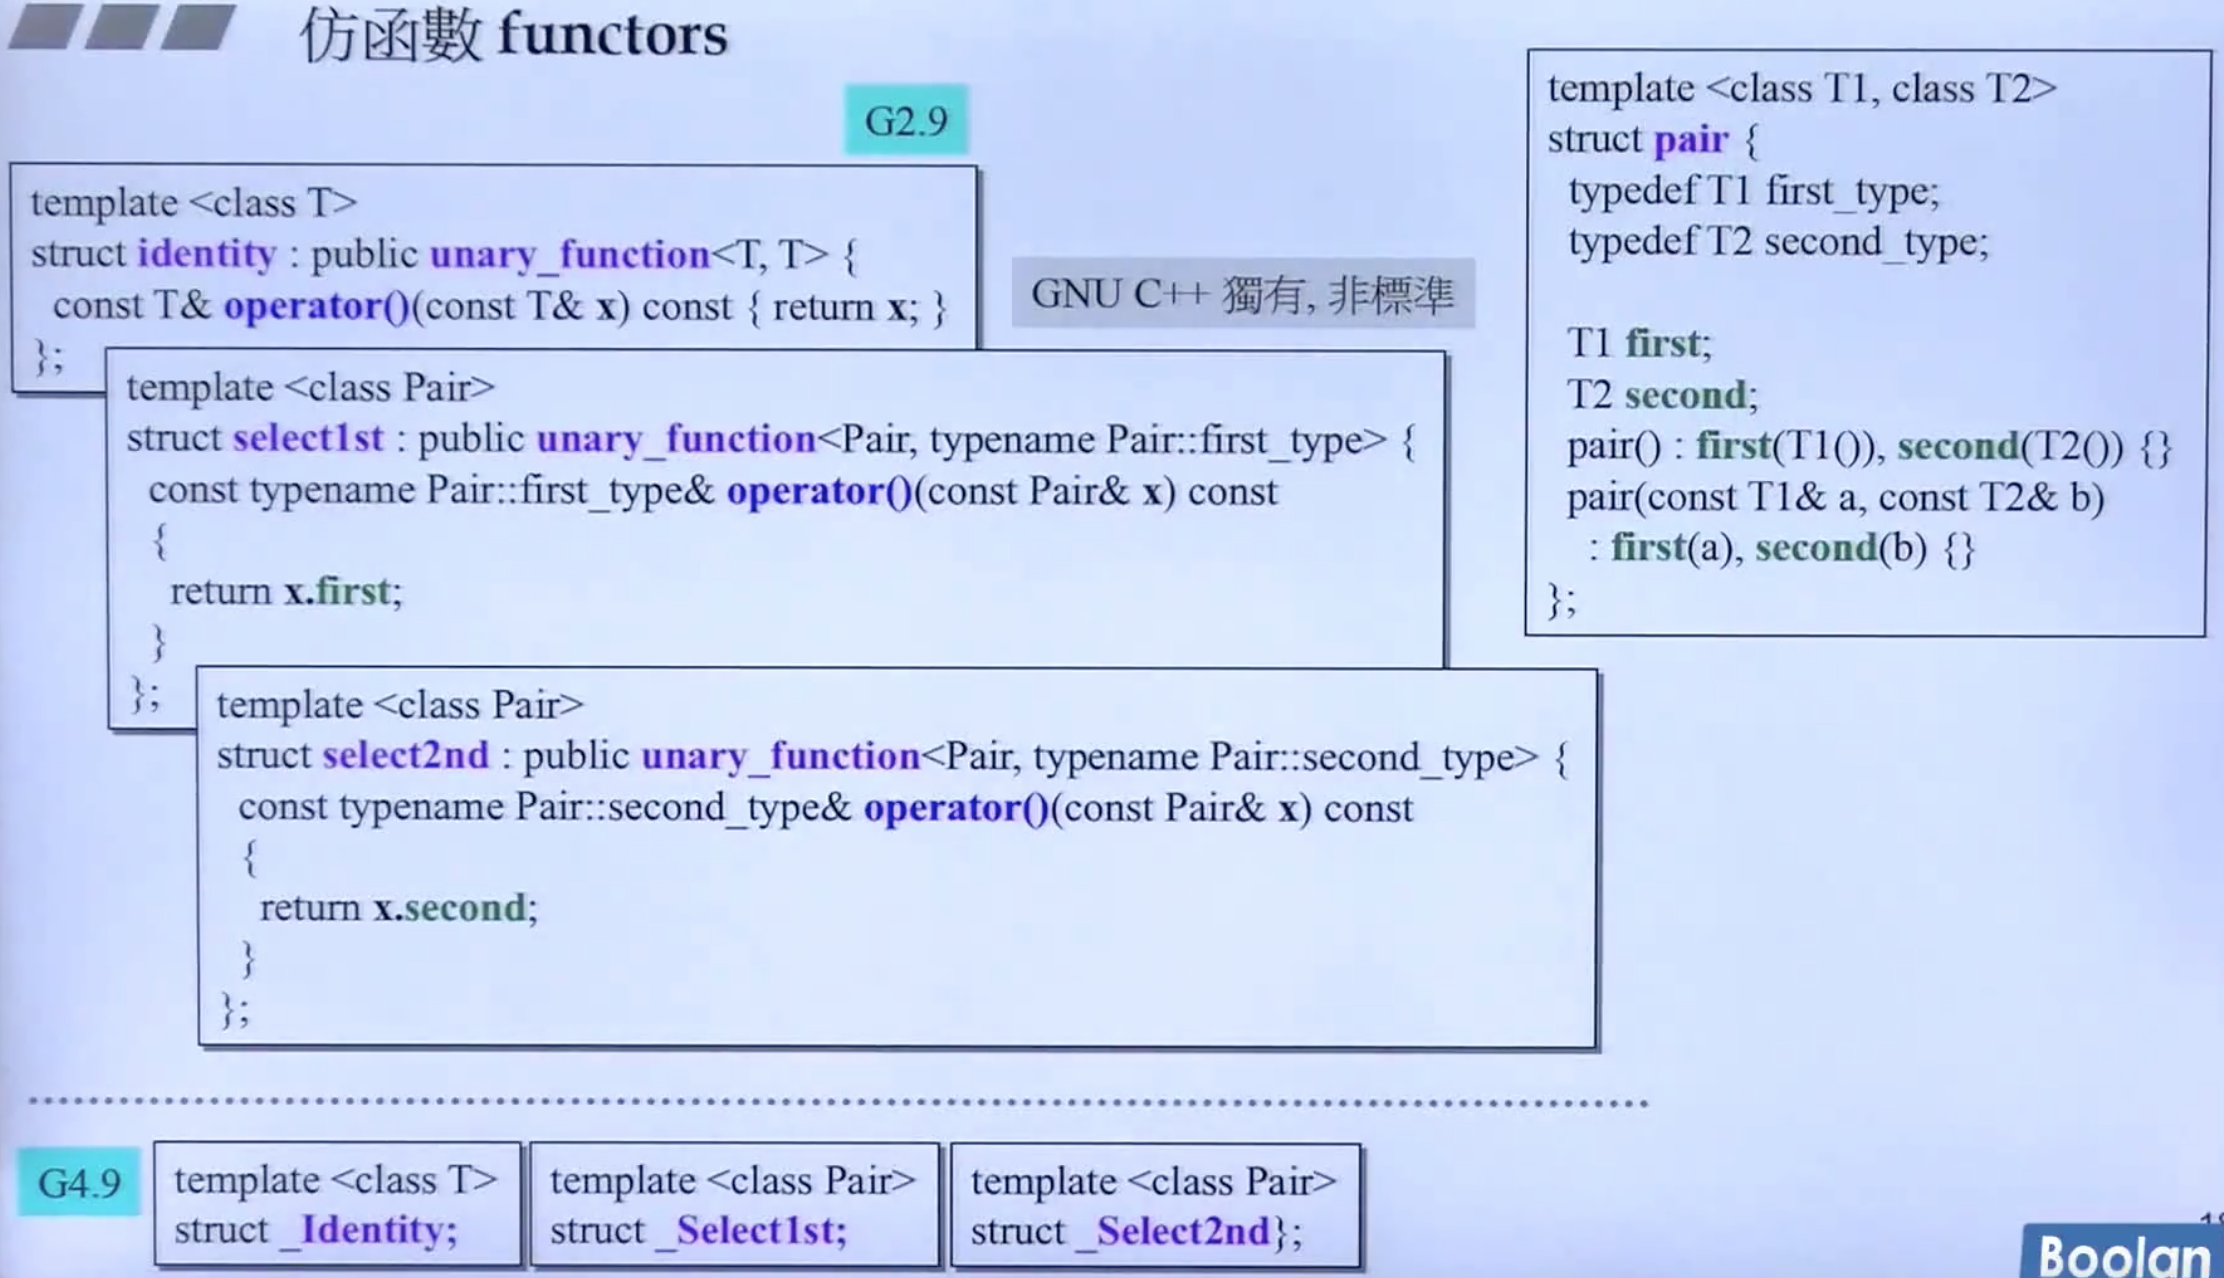 仿函數 functors
G2.9
template <class T>
struct identity : public unary_function<T, T> {
const T& operator()(const T& x) const { return x; }
};
GNU C++ 獨有, 非標準
template <class Pair>
struct select1st : public unary_function<Pair, typename Pair::first_type> {
const typename Pair::first_type& operator()(const Pair& x) const
{
return x.first;
}
};
template <class Pair>
struct select2nd : public unary_function<Pair, typename Pair::second_type> {
const typename Pair::second_type& operator()(const Pair& x) const
{
return x.second;
}
};
template <class T1, class T2>
struct pair {
typedef T1 first_type;
typedef T2 second_type;
T1 first;
T2 second;
pair() : first(T1()), second(T2()) {}
pair(const T1& a, const T2& b)
: first(a), second(b) {}
};
G4.9
template <class T>
struct _Identity;
template <class Pair>
struct _Select1st;
template <class Pair>
struct _Select2nd};
Boolan